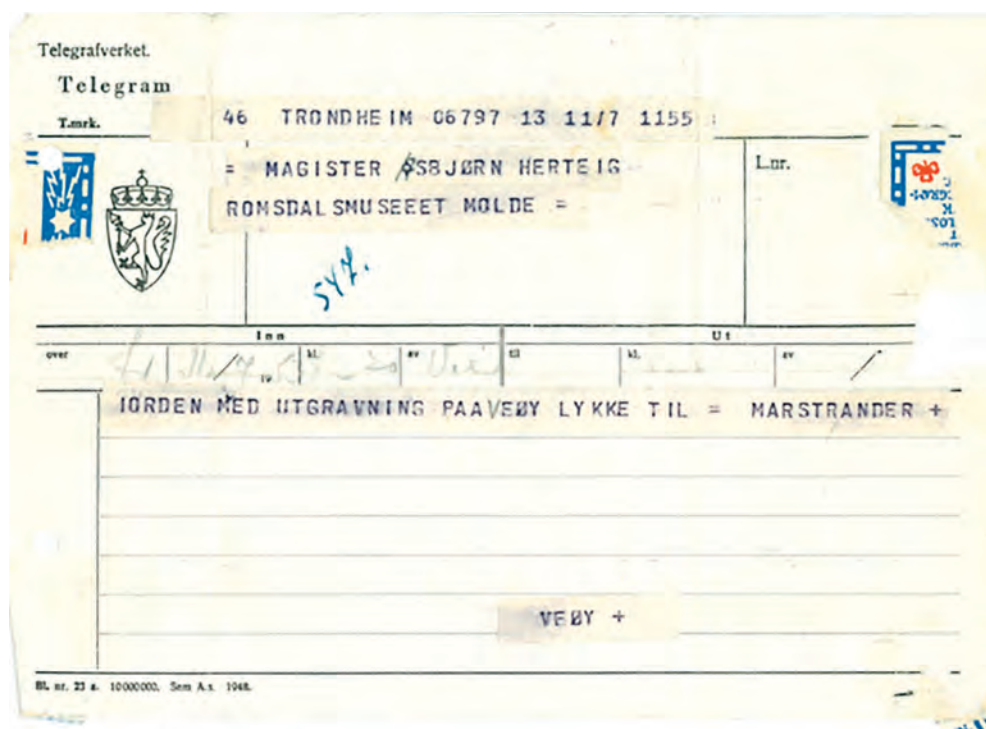 Telegrafverket.
Telegram
T.mrk.
46 TRONDHEIM 06797 13 11/7 1155
= MAGISTER ÅSBJØRN HERTEIG
ROMSDALSMUSEEET MOLDE =
L.nr.
547.
Inn Ut
over kl. av til kl. av
IORDEN MED UTGRAVNING PAA VEØY LYKKE TIL = MARSTRANDER +
VEØY +
Bl. nr. 23 a. 10000000. Sem A.s. 1948.